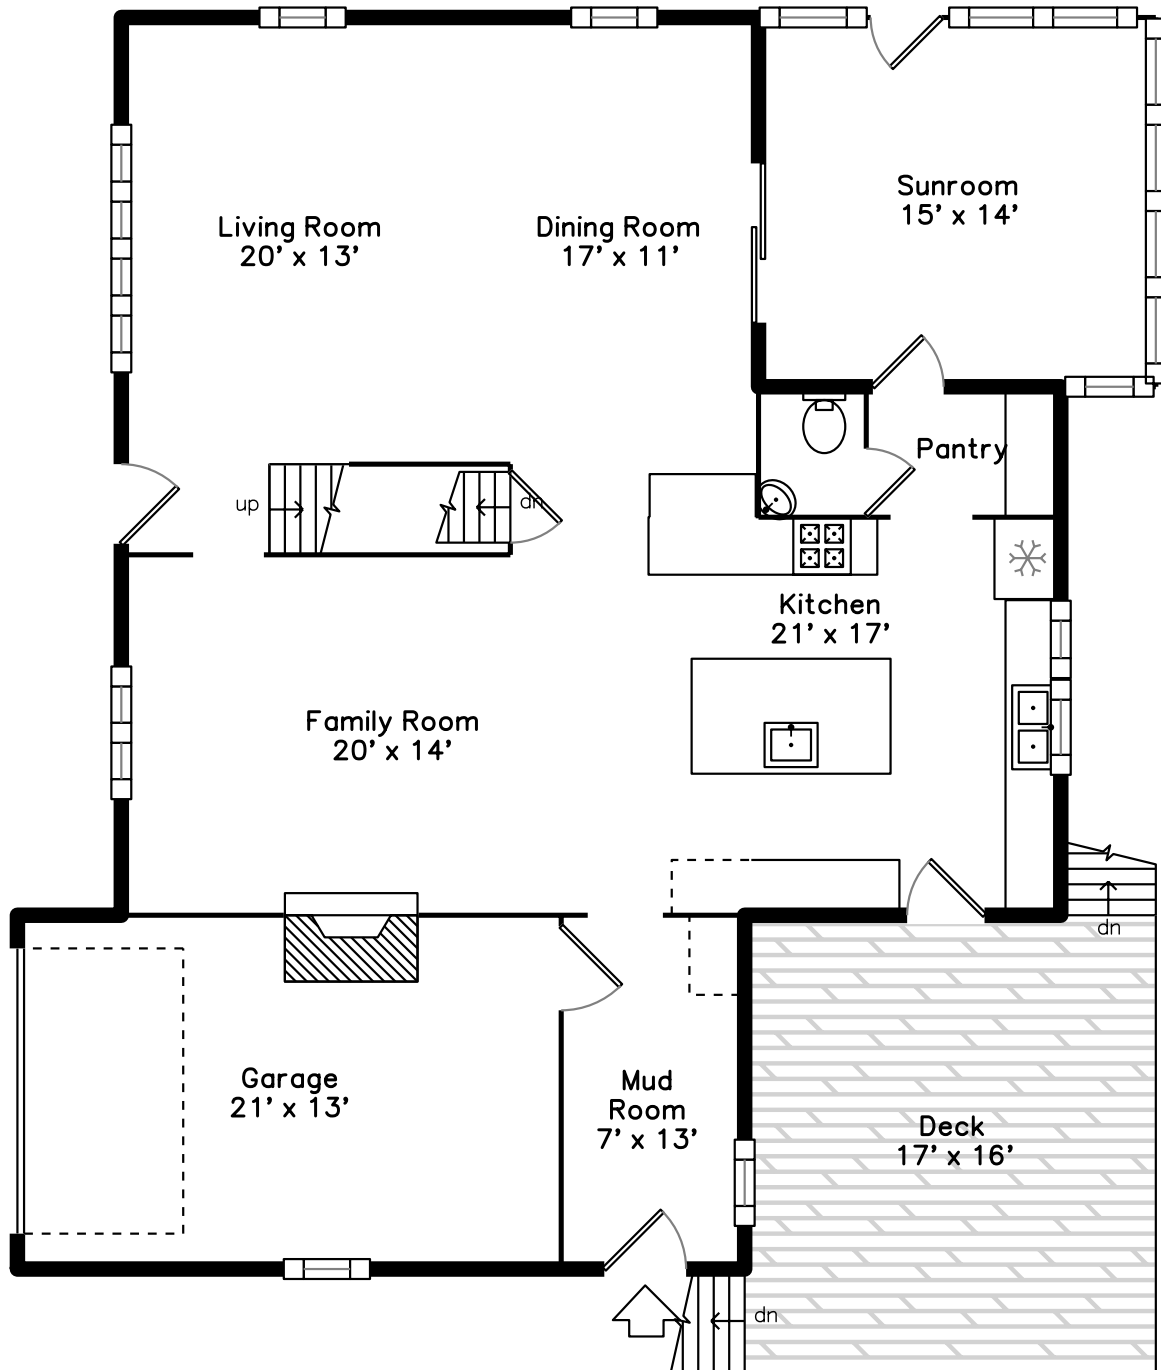 Sunroom
15' x 14'
Living Room
20' x 13'
Dining Room
17' x 11'
Pantry
up
dn
Kitchen
21' x 17'
Family Room
20' x 14'
dn
Garage
21' x 13'
Mud
Room
7' x 13'
Deck
17' x 16'
dn